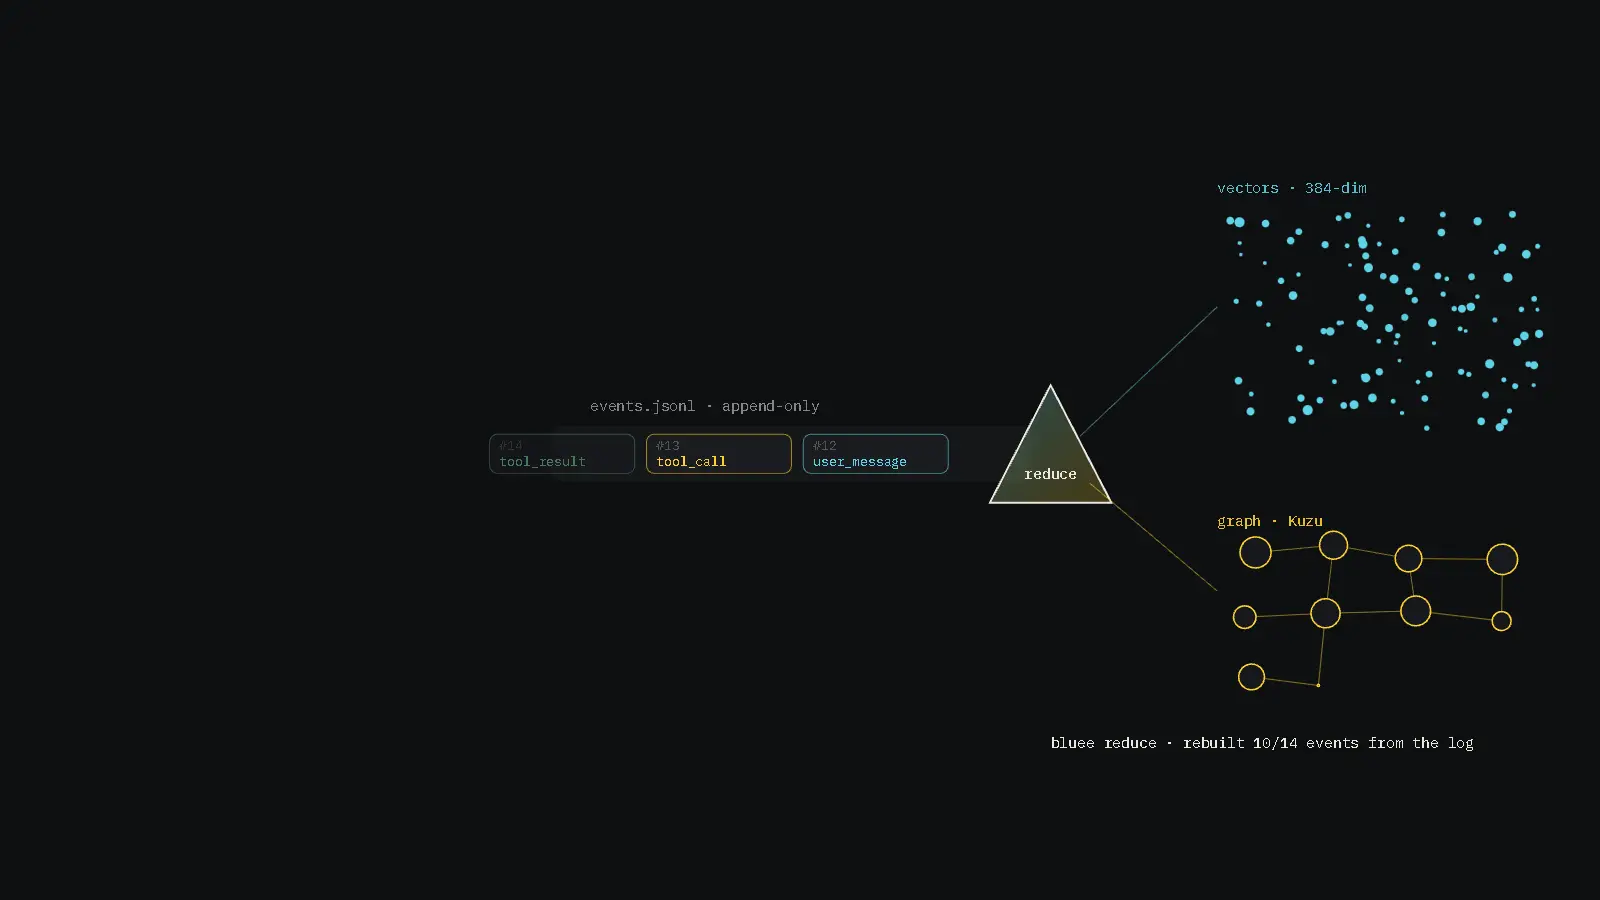 vectors · 384-dim
events.jsonl · append-only
#14
tool_result
#13
tool_call
#12
user_message
reduce
graph · Kuzu
bluee reduce · rebuilt 10/14 events from the log